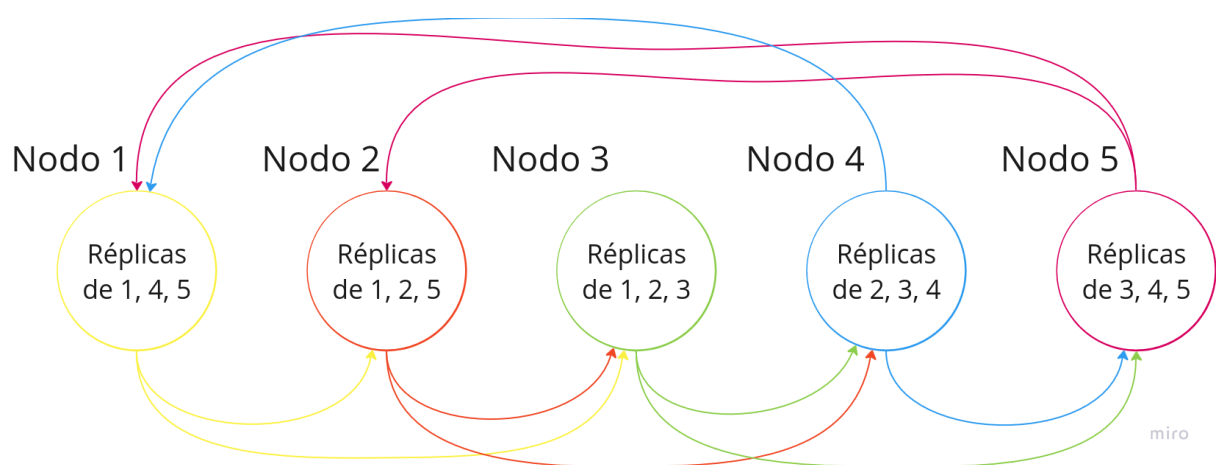 Nodo 1
Nodo 2
Nodo 3
Nodo 4
Nodo 5
Réplicas
de 1, 4, 5
Réplicas
de 1, 2, 5
Réplicas
de 1, 2, 3
Réplicas
de 2, 3, 4
Réplicas
de 3, 4, 5
miro